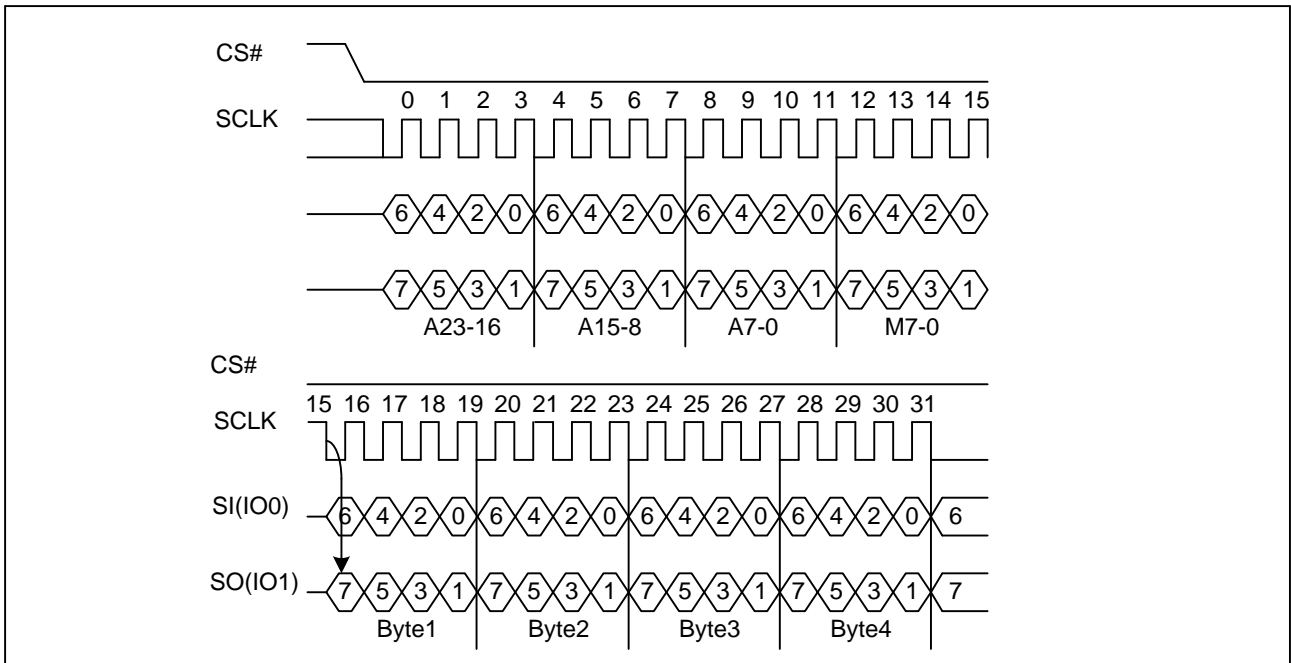 CS#
0 1 2 3 4 5 6 7 8 9 10 11 12 13 14 15
SCLK
6 4 2 0 6 4 2 0 6 4 2 0 6 4 2 0
7 5 3 1 7 5 3 1 7 5 3 1 7 5 3 1
A23-16 A15-8 A7-0 M7-0
CS#
15 16 17 18 19 20 21 22 23 24 25 26 27 28 29 30 31
SCLK
SI(IO0) 6 4 2 0 6 4 2 0 6 4 2 0 6 4 2 0 6
SO(IO1) 7 5 3 1 7 5 3 1 7 5 3 1 7 5 3 1 7
Byte1 Byte2 Byte3 Byte4